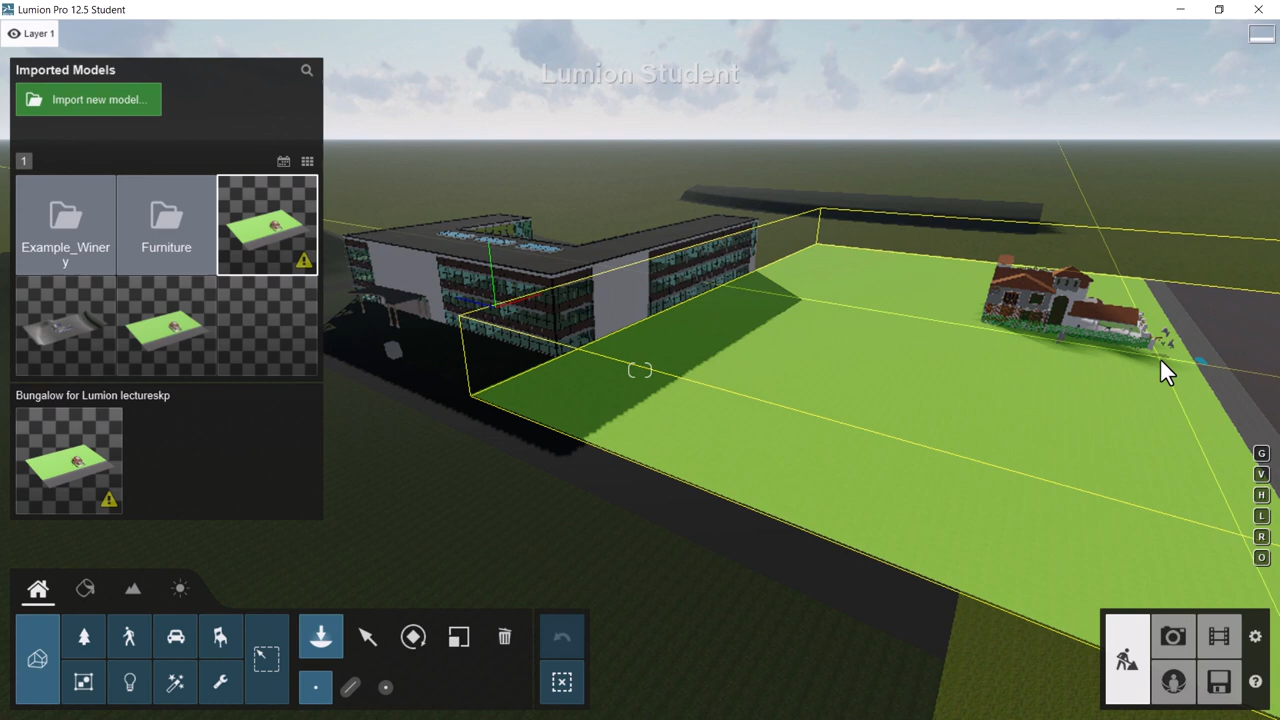 Lumion Pro 12.5 Student
Layer 1
Lumion Student
Imported Models
Import new model...
1
Example_Winer
y
Furniture
Bungalow for Lumion lectureskp
G
V
H
L
R
O
?